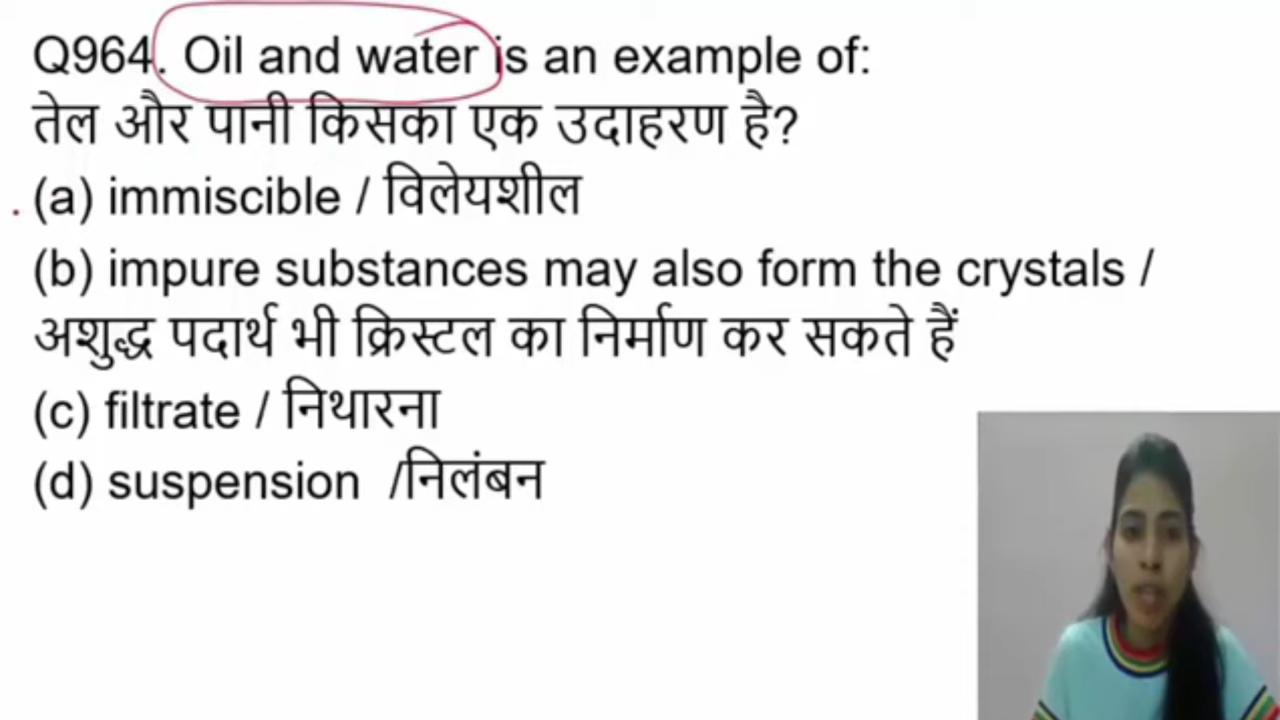 Q964. Oil and water is an example of:
तेल और पानी किसका एक उदाहरण है?
(a) immiscible / विलेयशील
(b) impure substances may also form the crystals /
अशुद्ध पदार्थ भी क्रिस्टल का निर्माण कर सकते हैं
(c) filtrate / निथारना
(d) suspension /निलंबन